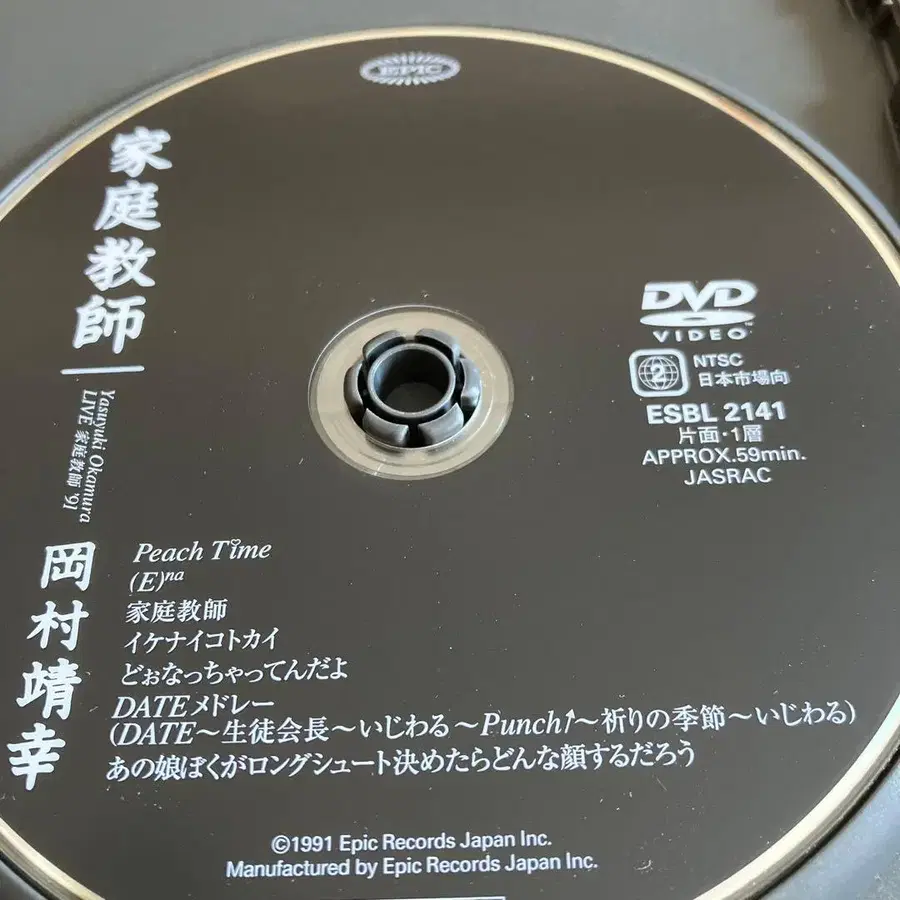 EPIC
家庭教師
Yasuyuki Okamura
LIVE 家庭教師 '91
岡村靖幸
DVD
VIDEO™
2
NTSC
日本市場向
ESBL 2141
片面・1層
APPROX.59min.
JASRAC
Peach Time
(E)na
家庭教師
イケナイコトカイ
どぉなっちゃってんだよ
DATEメドレー
(DATE～生徒会長～いじわる～Punch↑～祈りの季節～いじわる)
あの娘ぼくがロングシュート決めたらどんな顔するだろう
©1991 Epic Records Japan Inc.
Manufactured by Epic Records Japan Inc.